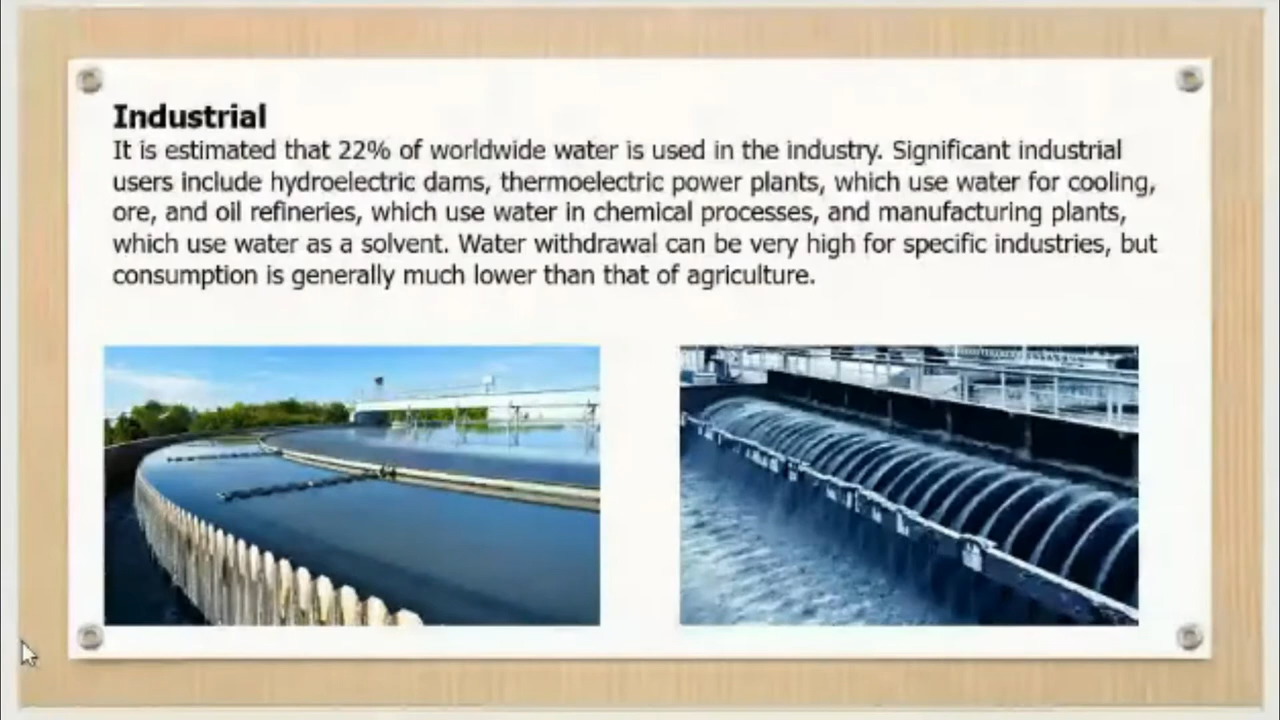 Industrial
It is estimated that 22% of worldwide water is used in the industry. Significant industrial
users include hydroelectric dams, thermoelectric power plants, which use water for cooling,
ore, and oil refineries, which use water in chemical processes, and manufacturing plants,
which use water as a solvent. Water withdrawal can be very high for specific industries, but
consumption is generally much lower than that of agriculture.